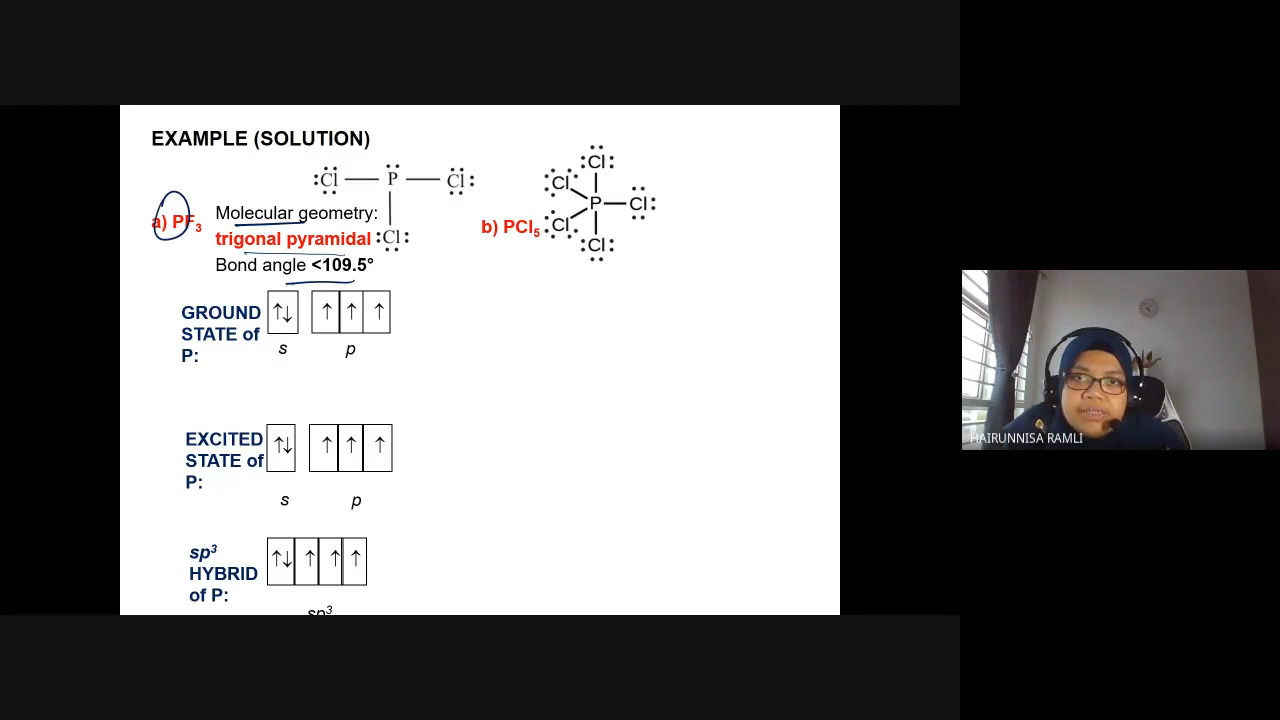 EXAMPLE (SOLUTION)
:Cl — P — Cl:
:Cl:
a) PF₃
Molecular geometry:
trigonal pyramidal
Bond angle <109.5°
b) PCl₅
:Cl:
Cl
P
Cl:
Cl
:Cl:
GROUND
STATE of
P:
↑↓ ↑ ↑ ↑
s p
EXCITED
STATE of
P:
↑↓ ↑ ↑ ↑
s p
sp³
HYBRID
of P:
↑↓ ↑ ↑ ↑
sp³
HAIRUNNISA RAMLI